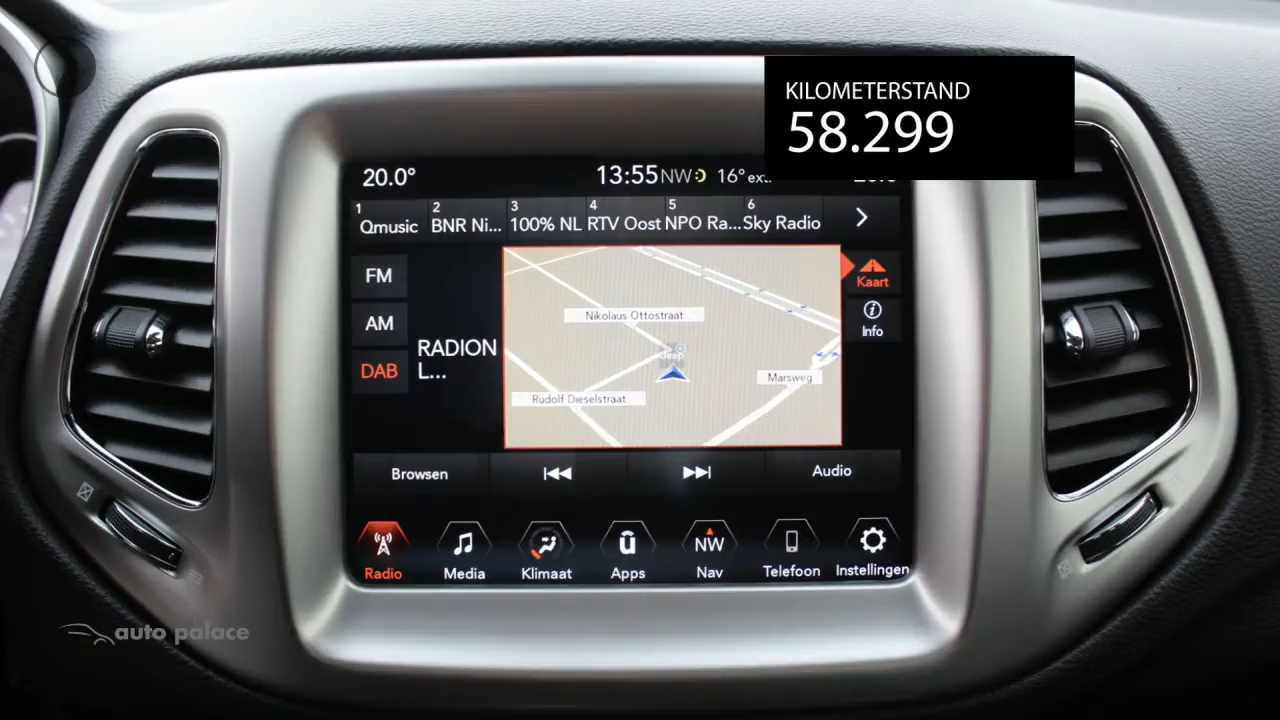 KILOMETERSTAND
58.299
20.0°
13:55 NW 16° ext.
1 Qmusic
2 BNR Ni...
3 100% NL
4 RTV Oost
5 NPO Ra...
6 Sky Radio
FM
AM
DAB
RADION
L...
Nikolaus Ottostraat
Jeep
Marsweg
Rudolf Dieselstraat
Kaart
Info
Browsen
Audio
Radio
Media
Klimaat
Apps
NW
Nav
Telefoon
Instellingen
auto palace